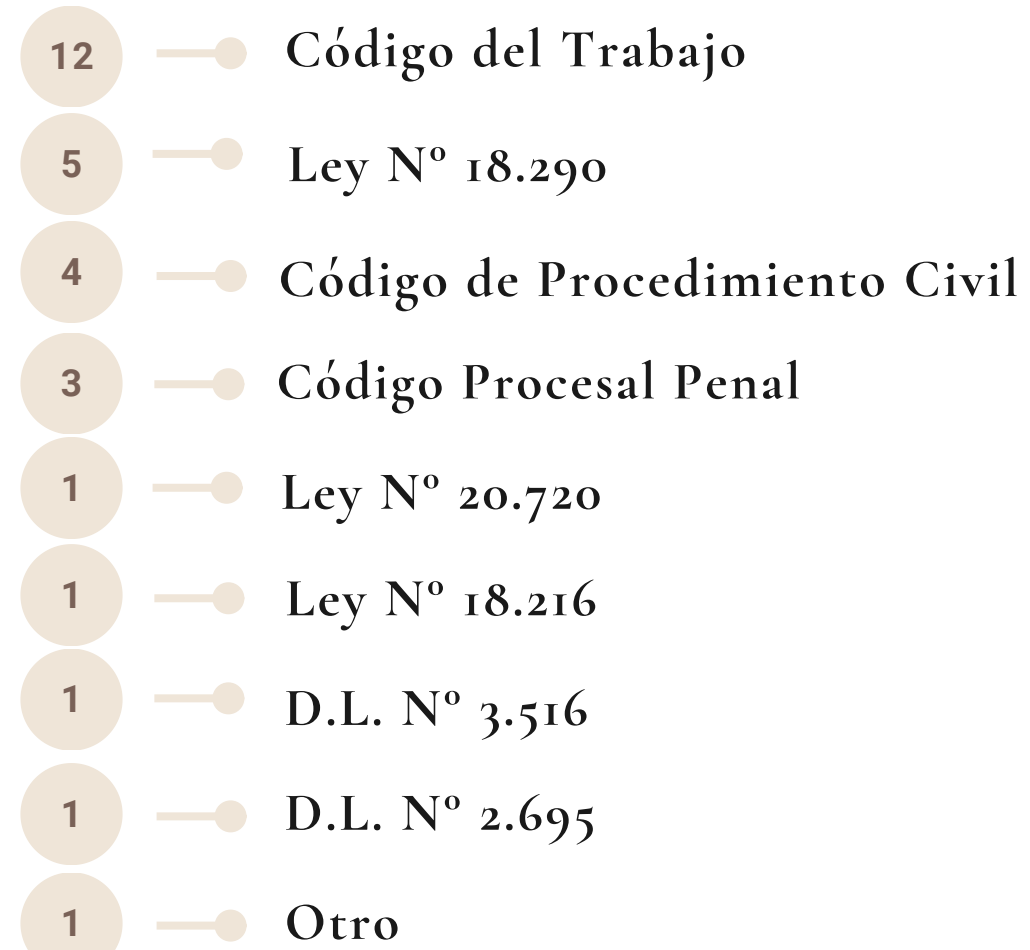 12 Código del Trabajo
5 Ley Nº 18.290
4 Código de Procedimiento Civil
3 Código Procesal Penal
1 Ley Nº 20.720
1 Ley Nº 18.216
1 D.L. Nº 3.516
1 D.L. Nº 2.695
1 Otro